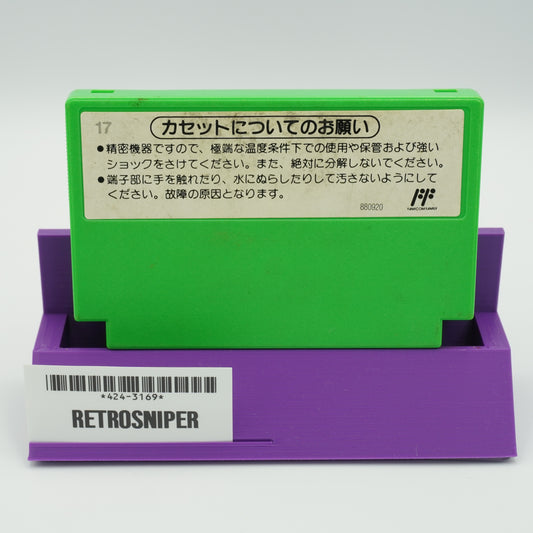 17
カセットについてのお願い
●精密機器ですので、極端な温度条件下での使用や保管および強い
ショックをさけてください。また、絶対に分解しないでください。
●端子部に手を触れたり、水にぬらしたりして汚さないようにして
ください。故障の原因となります。
FAMICOM FAMILY
880920
*424-3169*
RETROSNIPER